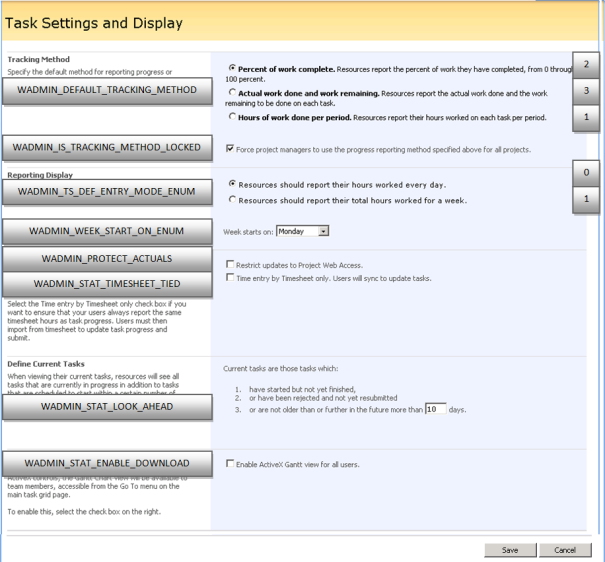 Task Settings and Display
Tracking Method
Specify the default method for reporting progress or
WADMIN_DEFAULT_TRACKING_METHOD
Percent of work complete. Resources report the percent of work they have completed, from 0 through
100 percent.
2
Actual work done and work remaining. Resources report the actual work done and the work
remaining to be done on each task.
3
Hours of work done per period. Resources report their hours worked on each task per period.
1
WADMIN_IS_TRACKING_METHOD_LOCKED
Force project managers to use the progress reporting method specified above for all projects.
Reporting Display
WADMIN_TS_DEF_ENTRY_MODE_ENUM
Resources should report their hours worked every day.
0
Resources should report their total hours worked for a week.
1
WADMIN_WEEK_START_ON_ENUM
Week starts on: Monday
WADMIN_PROTECT_ACTUALS
Restrict updates to Project Web Access.
WADMIN_STAT_TIMESHEET_TIED
Time entry by Timesheet only. Users will sync to update tasks.
Select the Time entry by Timesheet only check box if you
want to ensure that your users always report the same
timesheet hours as task progress. Users must then
import from timesheet to update task progress and
submit.
Define Current Tasks
When viewing their current tasks, resources will see all
tasks that are currently in progress in addition to tasks
that are scheduled to start within a certain number of
WADMIN_STAT_LOOK_AHEAD
Current tasks are those tasks which:
1. have started but not yet finished,
2. or have been rejected and not yet resubmitted
3. or are not older than or further in the future more than 10 days.
WADMIN_STAT_ENABLE_DOWNLOAD
Enable ActiveX Gantt view for all users.
ActiveX controls, the Gantt Chart view will be available to
team members, accessible from the Go To menu on the
main task grid page.
To enable this, select the check box on the right.
Save
Cancel